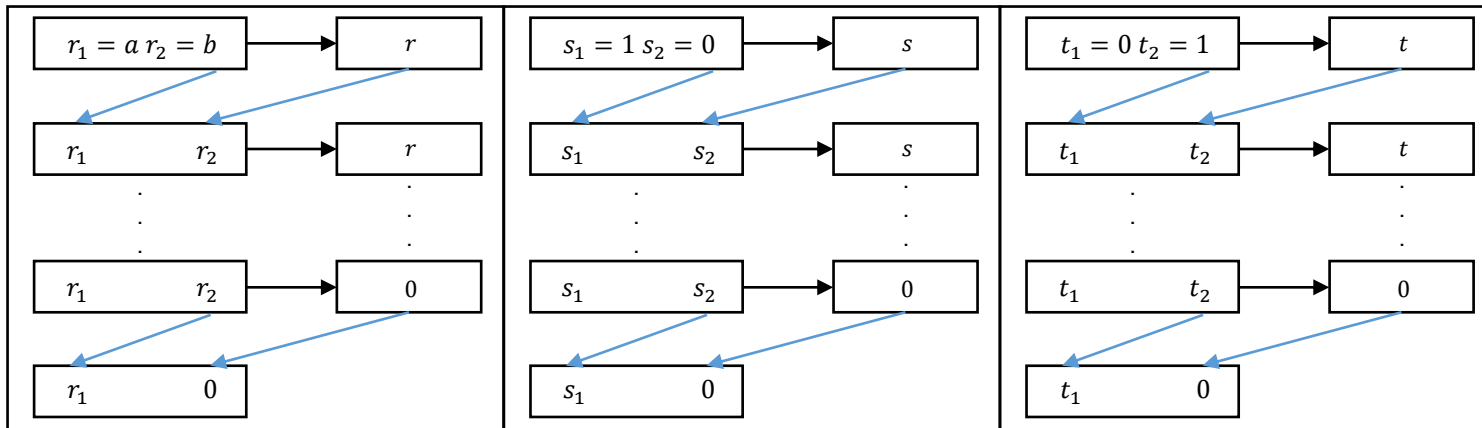 r₁ = a r₂ = b r s₁ = 1 s₂ = 0 s t₁ = 0 t₂ = 1 t
r₁ r₂ r s₁ s₂ s t₁ t₂ t
r₁ r₂ 0 s₁ s₂ 0 t₁ t₂ 0
r₁ 0 s₁ 0 t₁ 0